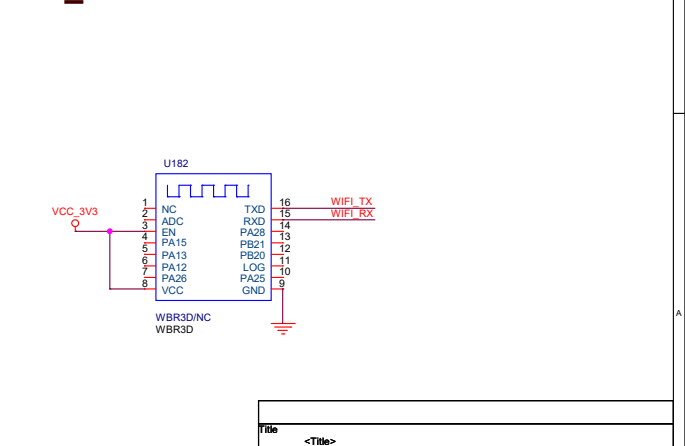 U182
VCC_3V3
1 NC TXD 16 WIFI_TX
2 ADC RXD 15 WIFI_RX
3 EN PA28 14
4 PA15 PB21 13
5 PA13 PB20 12
6 PA12 LOG 11
7 PA26 PA25 10
8 VCC GND 9
WBR3D/NC
WBR3D
A
Title
<Title>